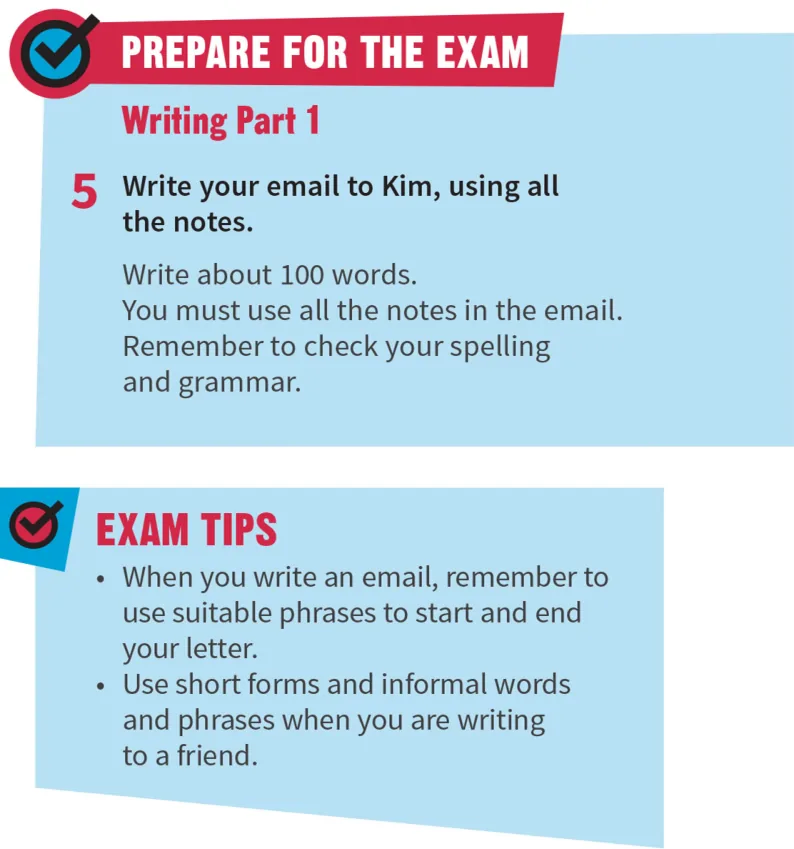 PREPARE FOR THE EXAM
Writing Part 1
5 Write your email to Kim, using all
the notes.
Write about 100 words.
You must use all the notes in the email.
Remember to check your spelling
and grammar.
EXAM TIPS
• When you write an email, remember to
use suitable phrases to start and end
your letter.
• Use short forms and informal words
and phrases when you are writing
to a friend.